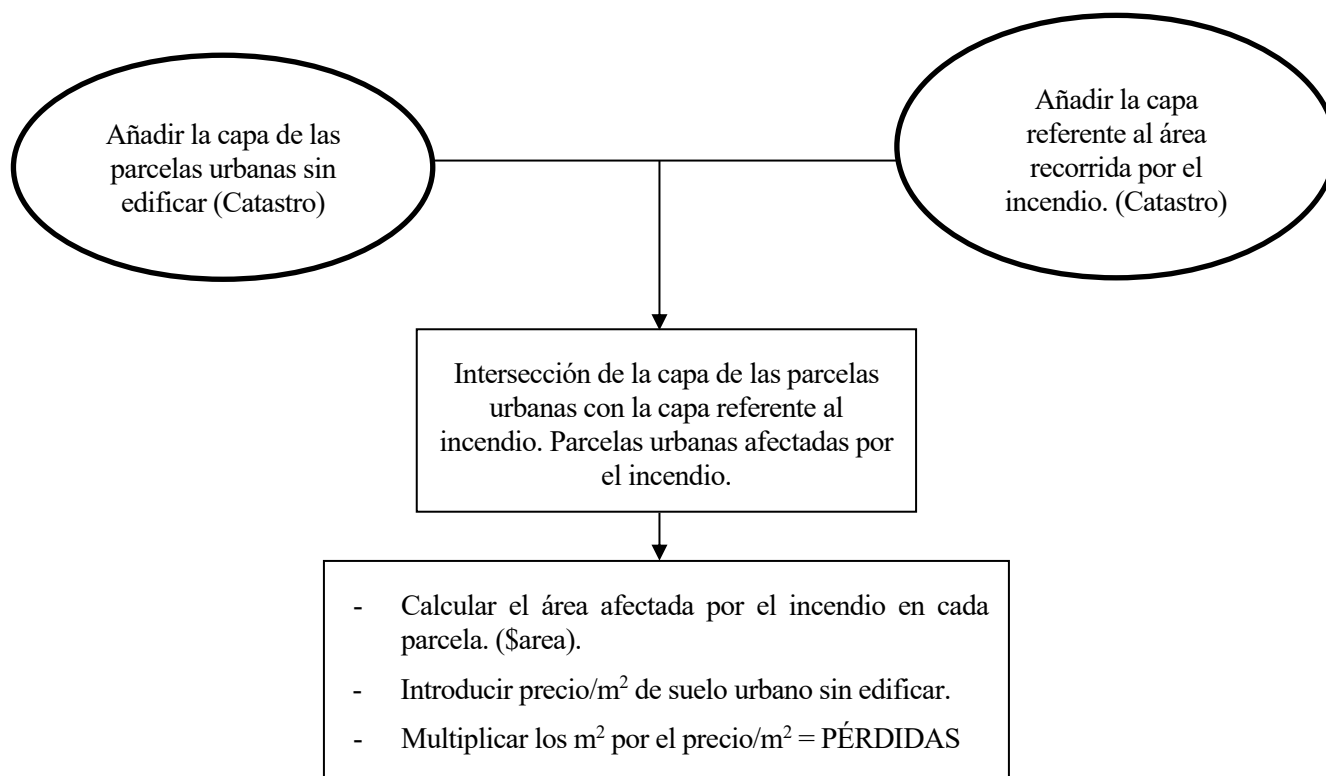 Añadir la capa de las
parcelas urbanas sin
edificar (Catastro)
Añadir la capa
referente al área
recorrida por el
incendio. (Catastro)
Intersección de la capa de las parcelas
urbanas con la capa referente al
incendio. Parcelas urbanas afectadas por
el incendio.
- Calcular el área afectada por el incendio en cada
parcela. ($area).
- Introducir precio/m² de suelo urbano sin edificar.
- Multiplicar los m² por el precio/m² = PÉRDIDAS